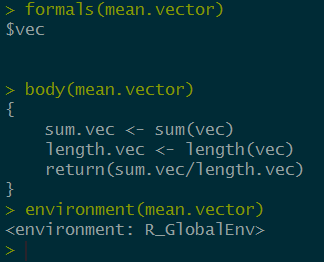 > formals(mean.vector)
$vec
> body(mean.vector)
{
    sum.vec <- sum(vec)
    length.vec <- length(vec)
    return(sum.vec/length.vec)
}
> environment(mean.vector)
<environment: R_GlobalEnv>
>